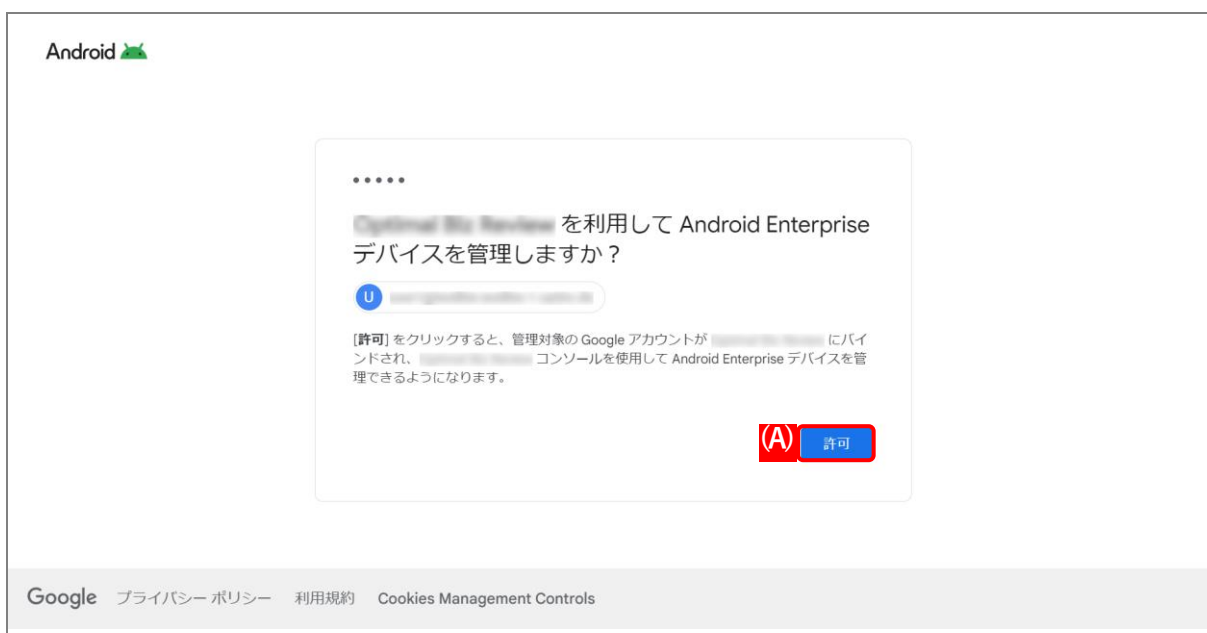 Android
を利用して Android Enterprise
デバイスを管理しますか？
U
[許可] をクリックすると、管理対象の Google アカウントが にバイ
ンドされ、 コンソールを使用して Android Enterprise デバイスを管
理できるようになります。
(A) 許可
Google プライバシー ポリシー 利用規約 Cookies Management Controls